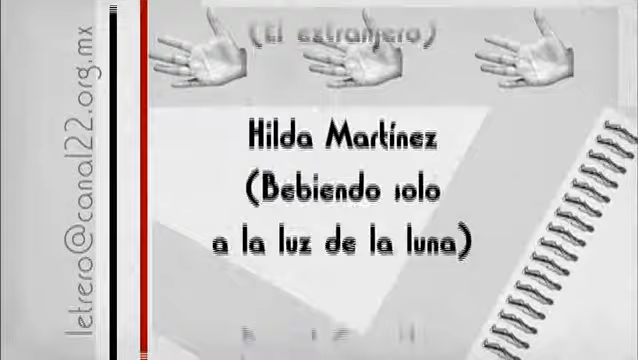 letrero@canal22.org.mx
(El extranjero)
Hilda Martínez
(Bebiendo solo
a la luz de la luna)